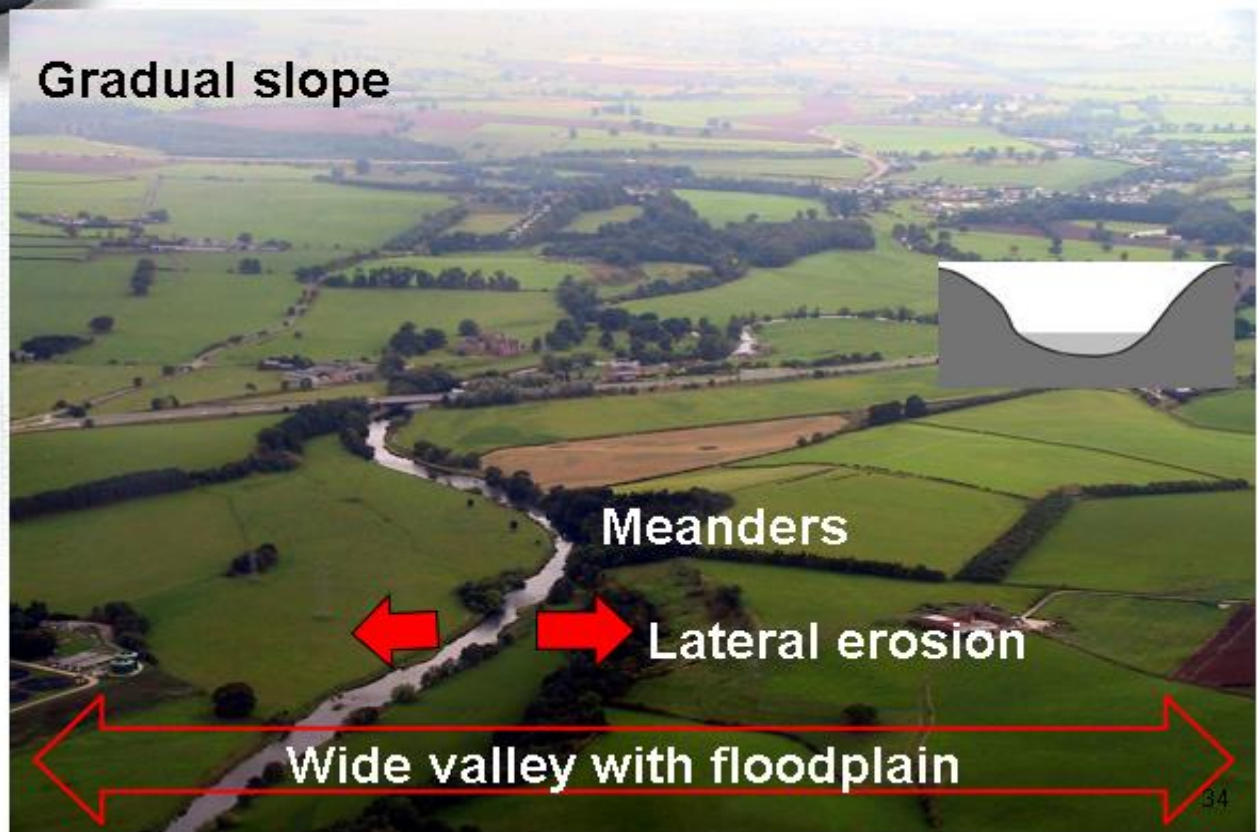 Gradual slope
Meanders
Lateral erosion
Wide valley with floodplain
34